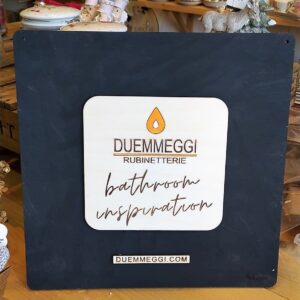 DUEMMEGGI
RUBINETTERIE
bathroom
inspiration
DUEMMEGGI.COM